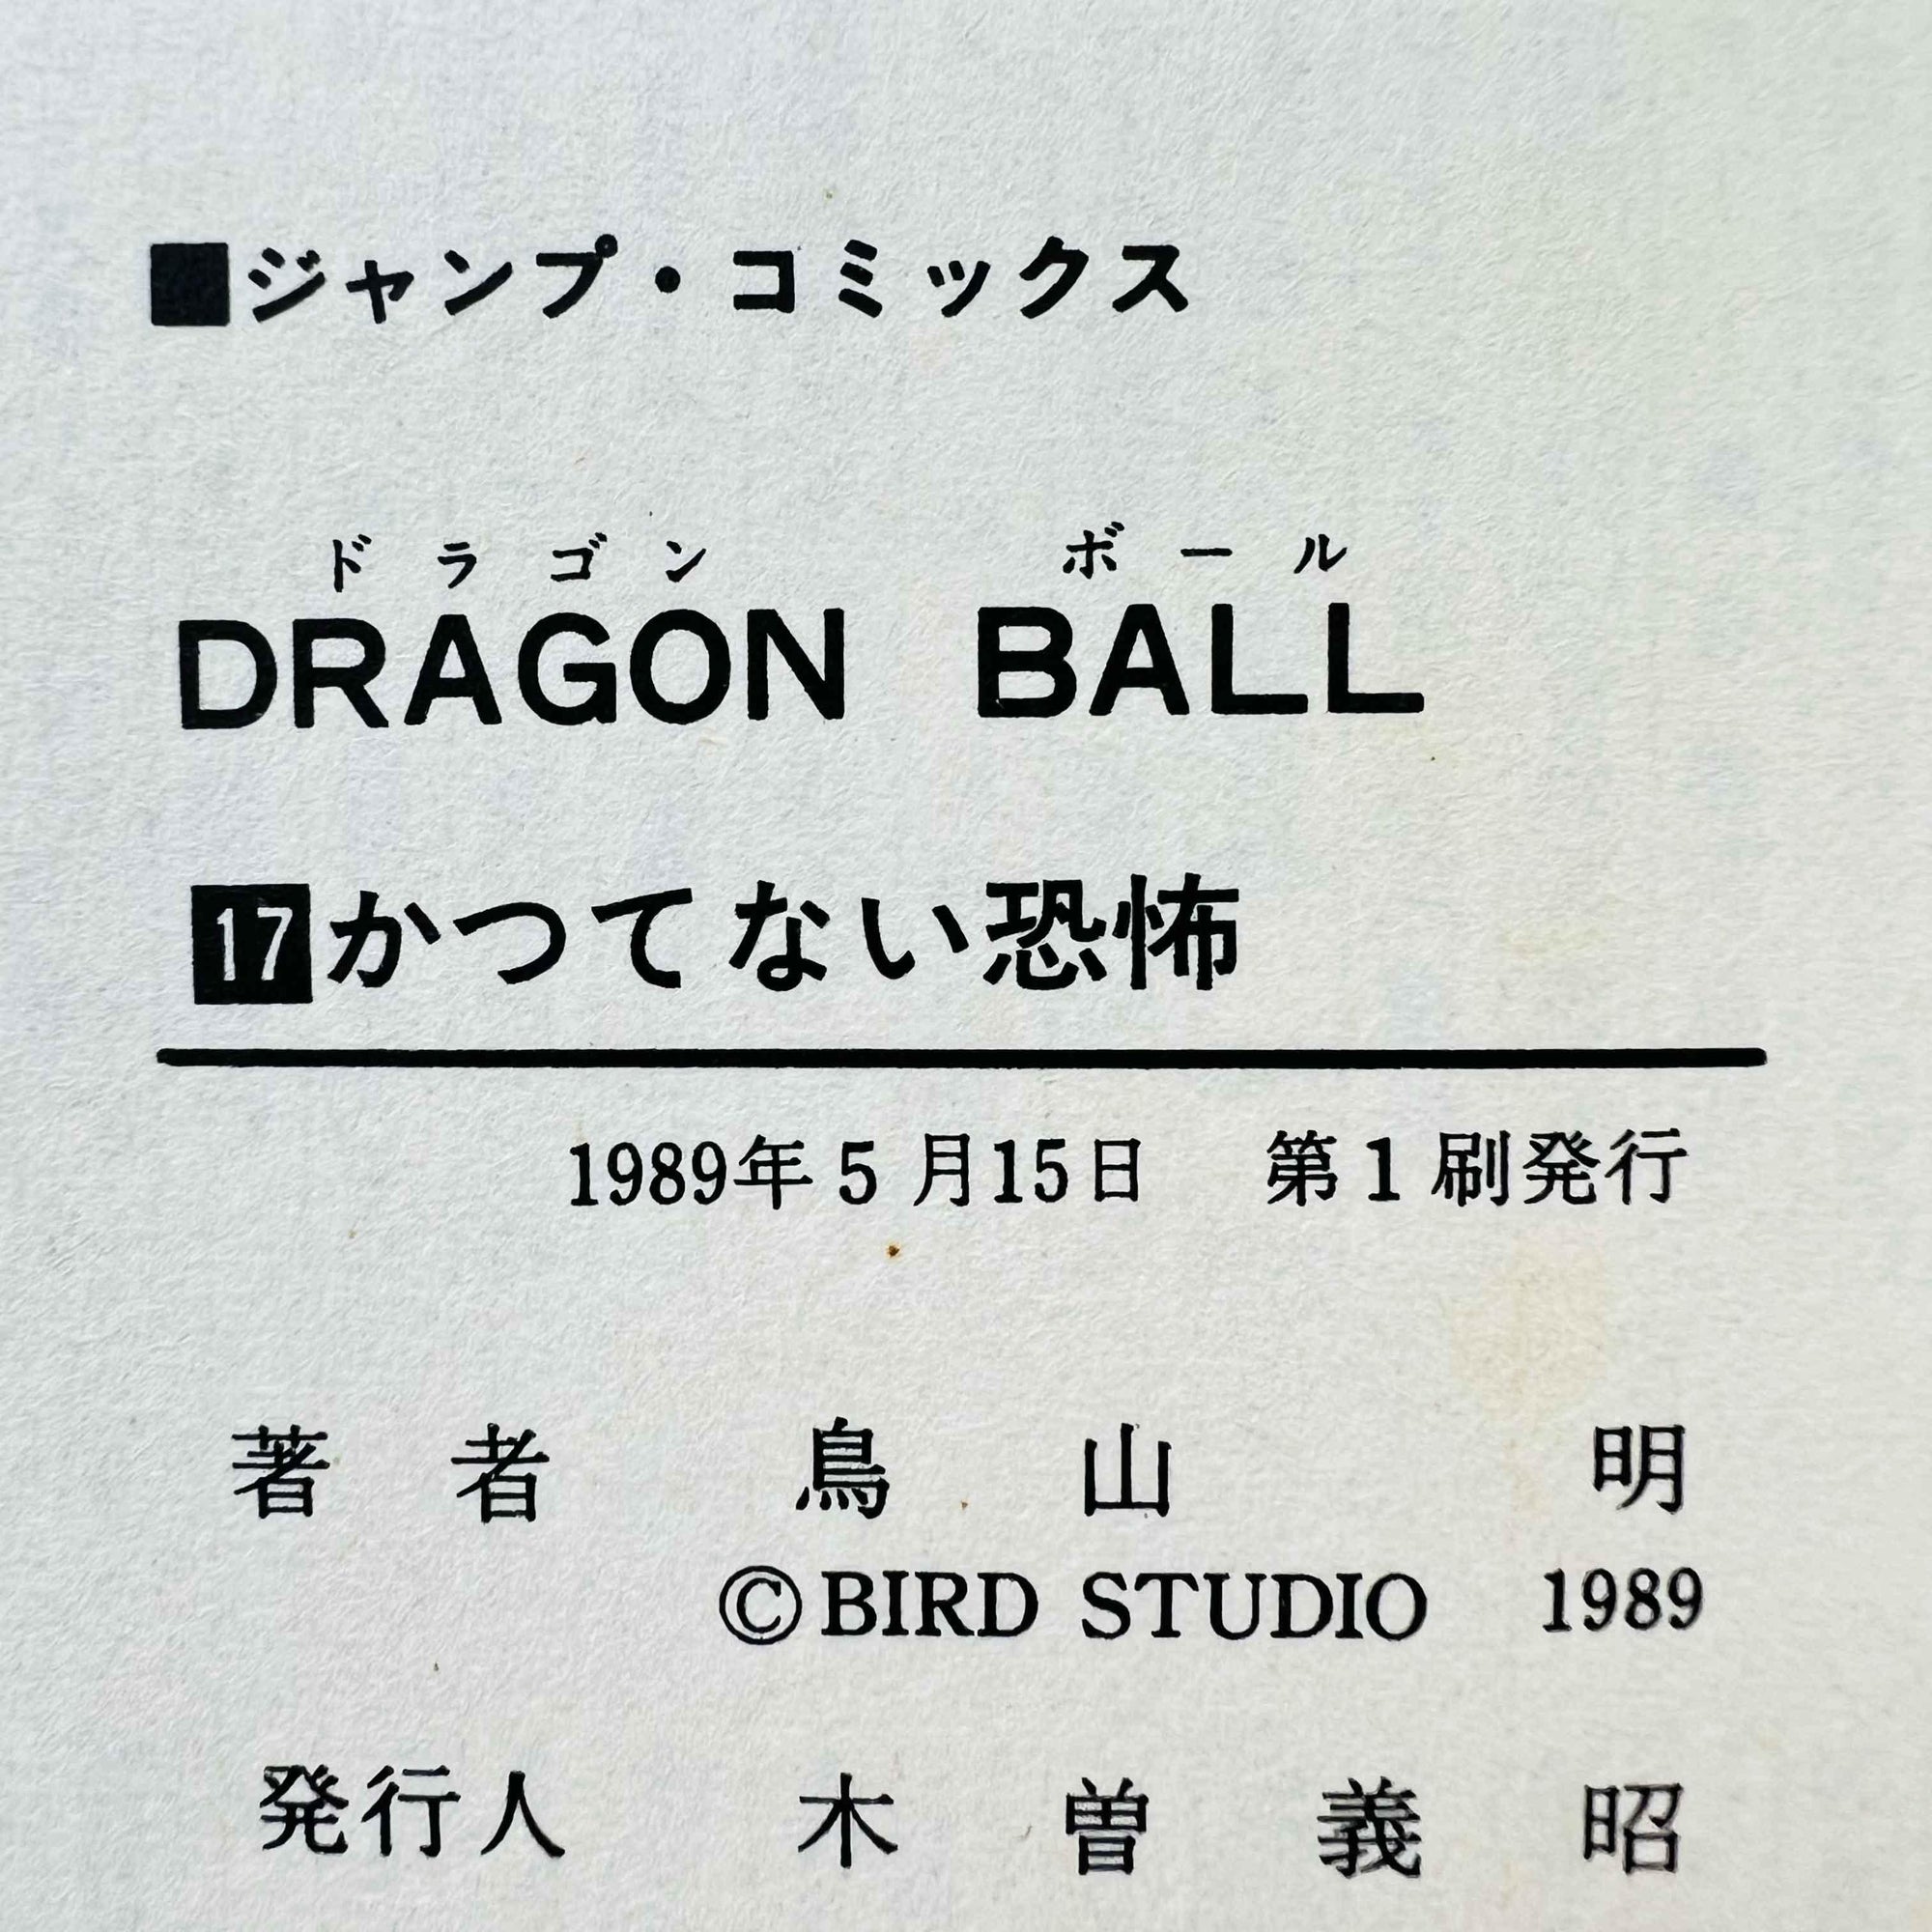 ■ジャンプ・コミックス
ドラゴン ボール
DRAGON BALL
17かつてない恐怖
1989年5月15日 第1刷発行
著者 鳥山明
©BIRD STUDIO 1989
発行人 木曽義昭